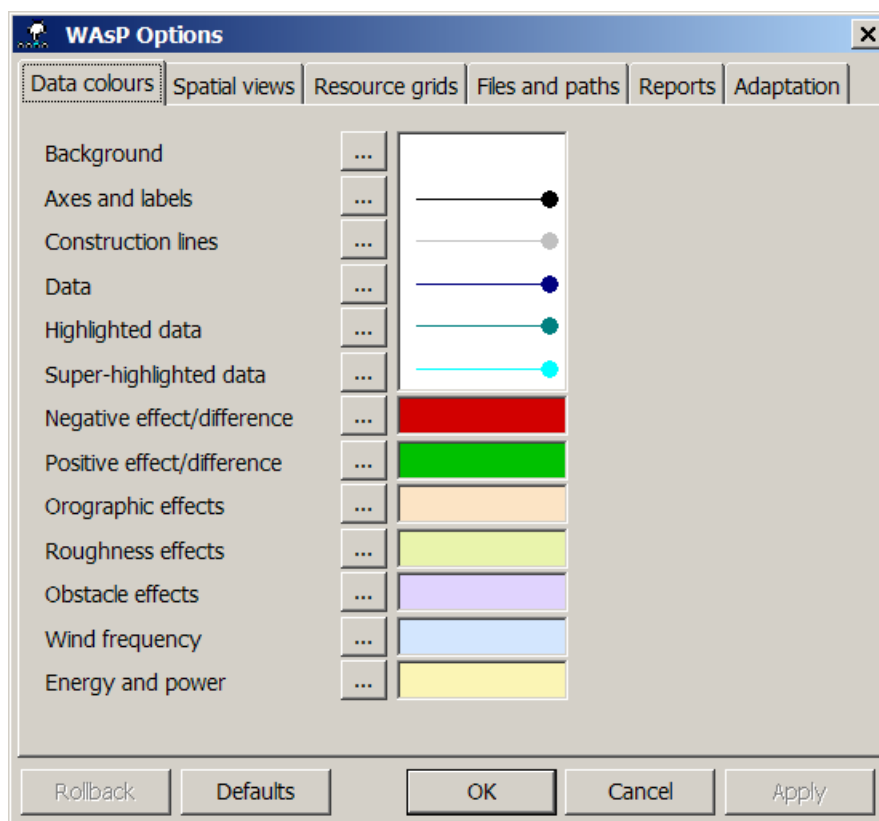 WAsP Options
Data colours Spatial views Resource grids Files and paths Reports Adaptation
Background ...
Axes and labels ...
Construction lines ...
Data ...
Highlighted data ...
Super-highlighted data ...
Negative effect/difference ...
Positive effect/difference ...
Orographic effects ...
Roughness effects ...
Obstacle effects ...
Wind frequency ...
Energy and power ...
Rollback Defaults OK Cancel Apply